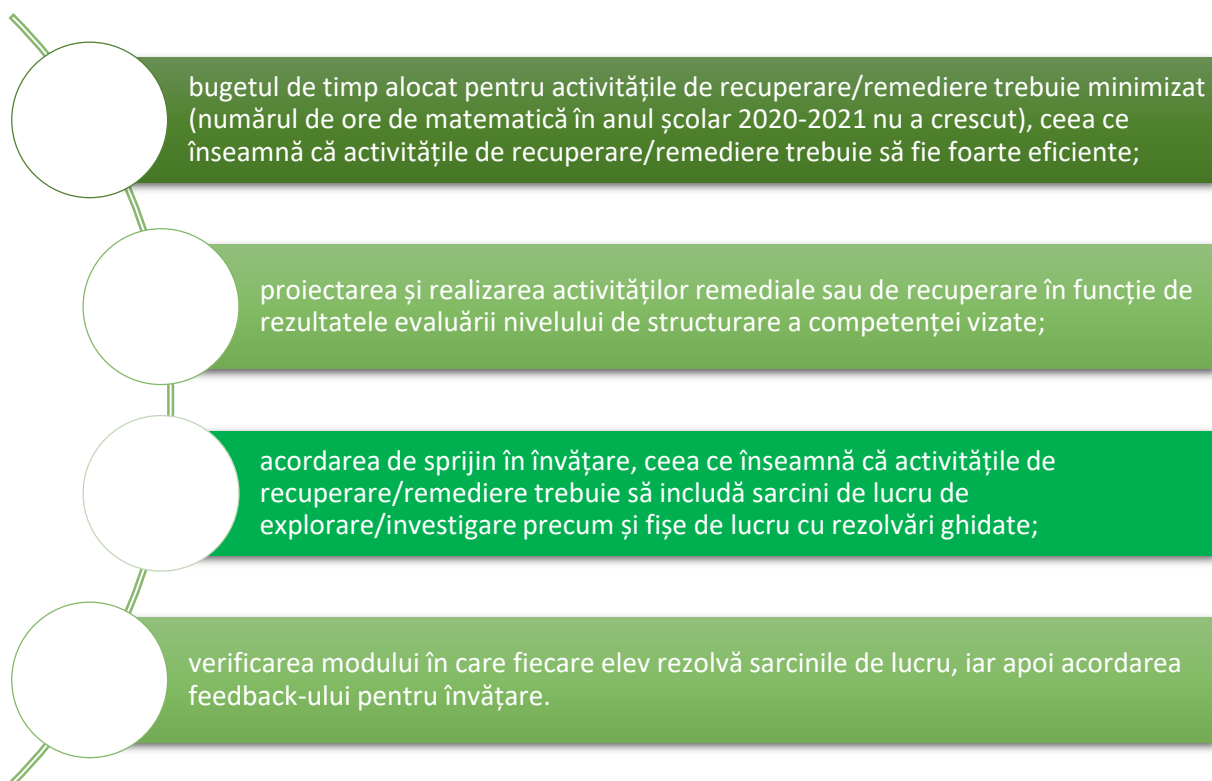 bugetul de timp alocat pentru activitățile de recuperare/remediere trebuie minimizat
(numărul de ore de matematică în anul școlar 2020-2021 nu a crescut), ceea ce
înseamnă că activitățile de recuperare/remediere trebuie să fie foarte eficiente;
proiectarea și realizarea activităților remediale sau de recuperare în funcție de
rezultatele evaluării nivelului de structurare a competenței vizate;
acordarea de sprijin în învățare, ceea ce înseamnă că activitățile de
recuperare/remediere trebuie să includă sarcini de lucru de
explorare/investigare precum și fișe de lucru cu rezolvări ghidate;
verificarea modului în care fiecare elev rezolvă sarcinile de lucru, iar apoi acordarea
feedback-ului pentru învățare.